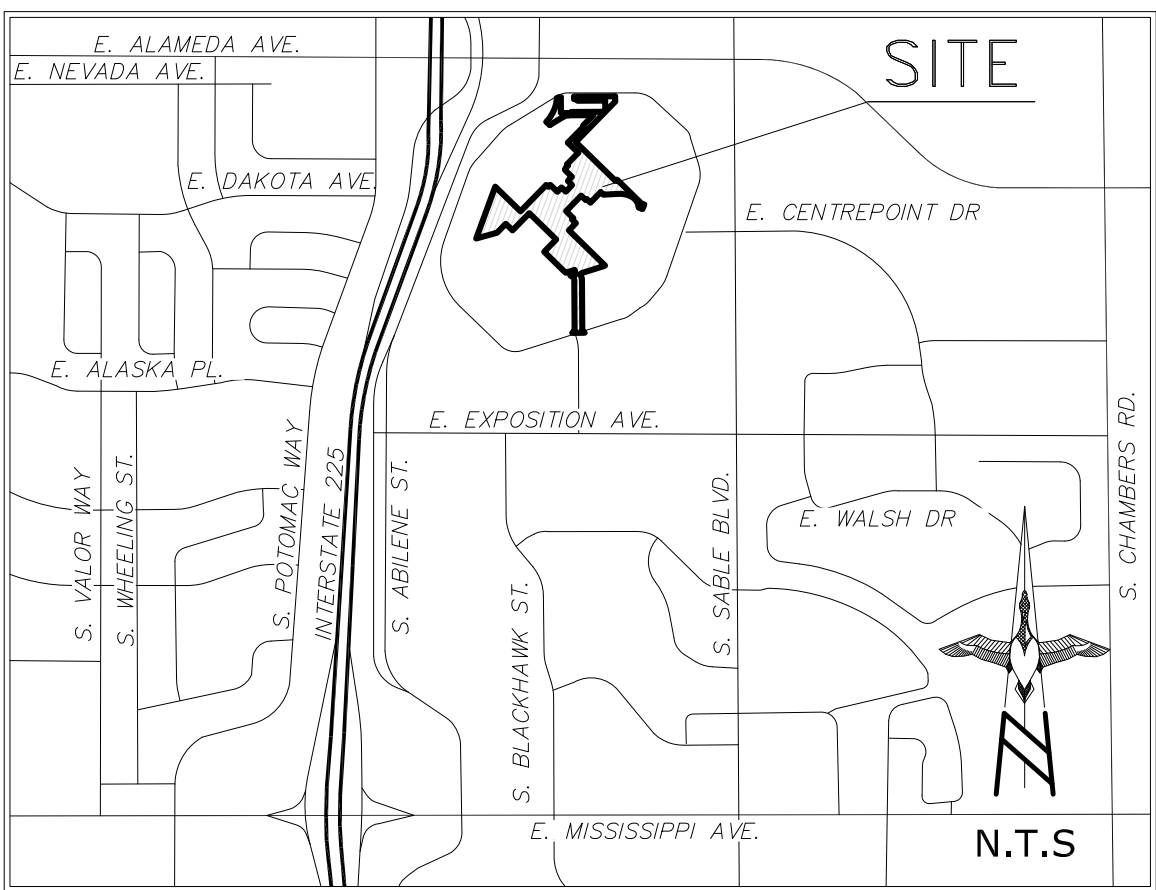 E. ALAMEDA AVE.
SITE
E. NEVADA AVE.
E. DAKOTA AVE.
E. CENTREPOINT DR
E. ALASKA PL.
E. EXPOSITION AVE.
S. VALOR WAY
S. WHEELING ST.
S. POTOMAC WAY
INTERSTATE 225
S. ABILENE ST.
S. BLACKHAWK ST.
S. SABLE BLVD.
E. WALSH DR
S. CHAMBERS RD.
N
E. MISSISSIPPI AVE.
N.T.S